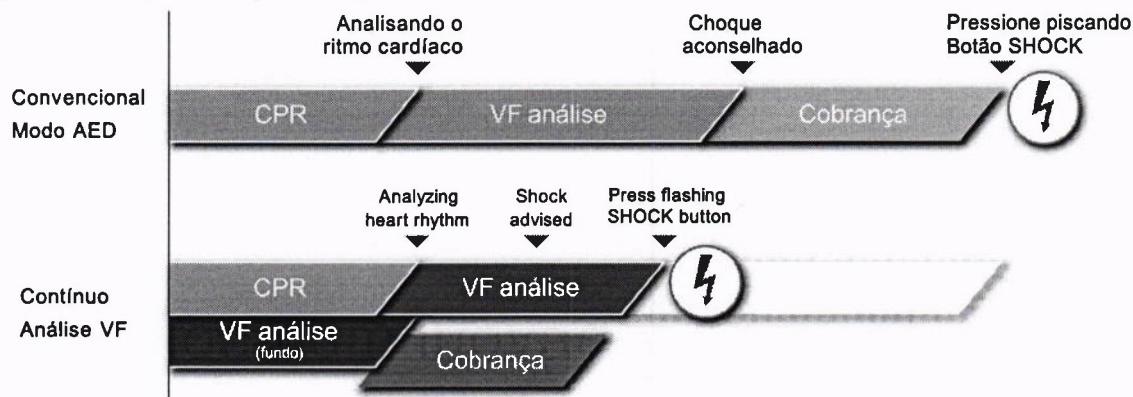 Analisando o
ritmo cardíaco
Choque
aconselhado
Pressione piscando
Botão SHOCK
Convencional
Modo AED
CPR
VF análise
Cobrança
Analyzing
heart rhythm
Shock
advised
Press flashing
SHOCK button
Contínuo
Análise VF
CPR
VF análise
VF análise
(fundo)
Cobrança